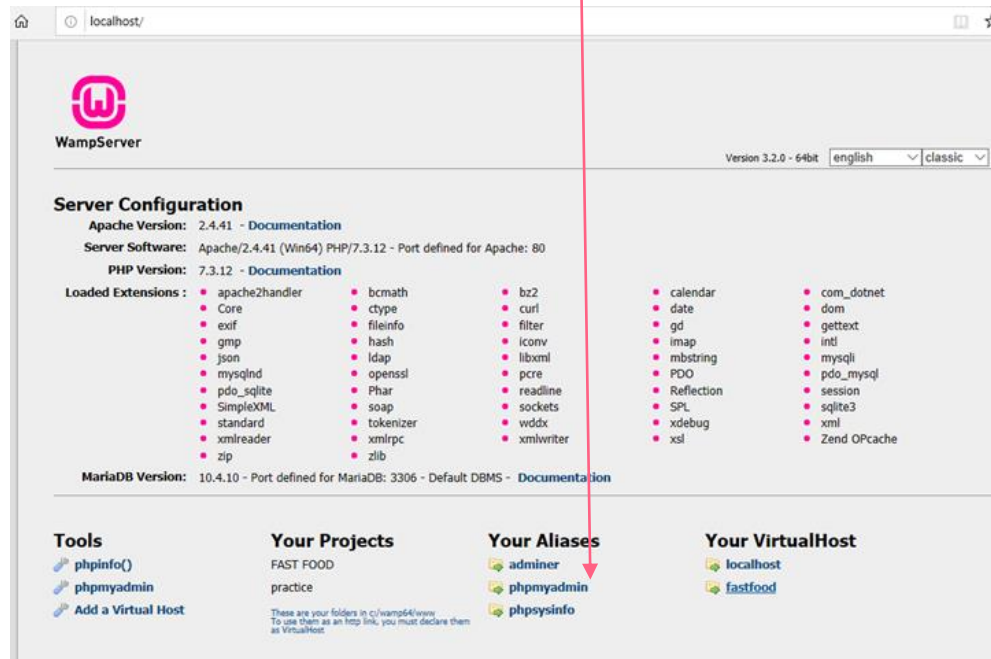 localhost/
WampServer
Version 3.2.0 - 64bit english classic
Server Configuration
Apache Version: 2.4.41 - Documentation
Server Software: Apache/2.4.41 (Win64) PHP/7.3.12 - Port defined for Apache: 80
PHP Version: 7.3.12 - Documentation
Loaded Extensions : apache2handler bcmath bz2 calendar com_dotnet
Core ctype curl date dom
exif fileinfo filter gd gettext
gmp hash iconv imap intl
json ldap libxml mbstring mysqli
mysqlnd openssl pcre PDO pdo_mysql
pdo_sqlite Phar readline Reflection session
SimpleXML soap sockets SPL sqlite3
standard tokenizer wddx xdebug xml
xmlreader xmlrpc xmlwriter xsl Zend OPcache
zip zlib
MariaDB Version: 10.4.10 - Port defined for MariaDB: 3306 - Default DBMS - Documentation
Tools
phpinfo()
phpmyadmin
Add a Virtual Host
Your Projects
FAST FOOD
practice
These are your folders in c:/wamp64/www
To use them as an http link, you must declare them
as VirtualHost
Your Aliases
adminer
phpmyadmin
phpsysinfo
Your VirtualHost
localhost
fastfood